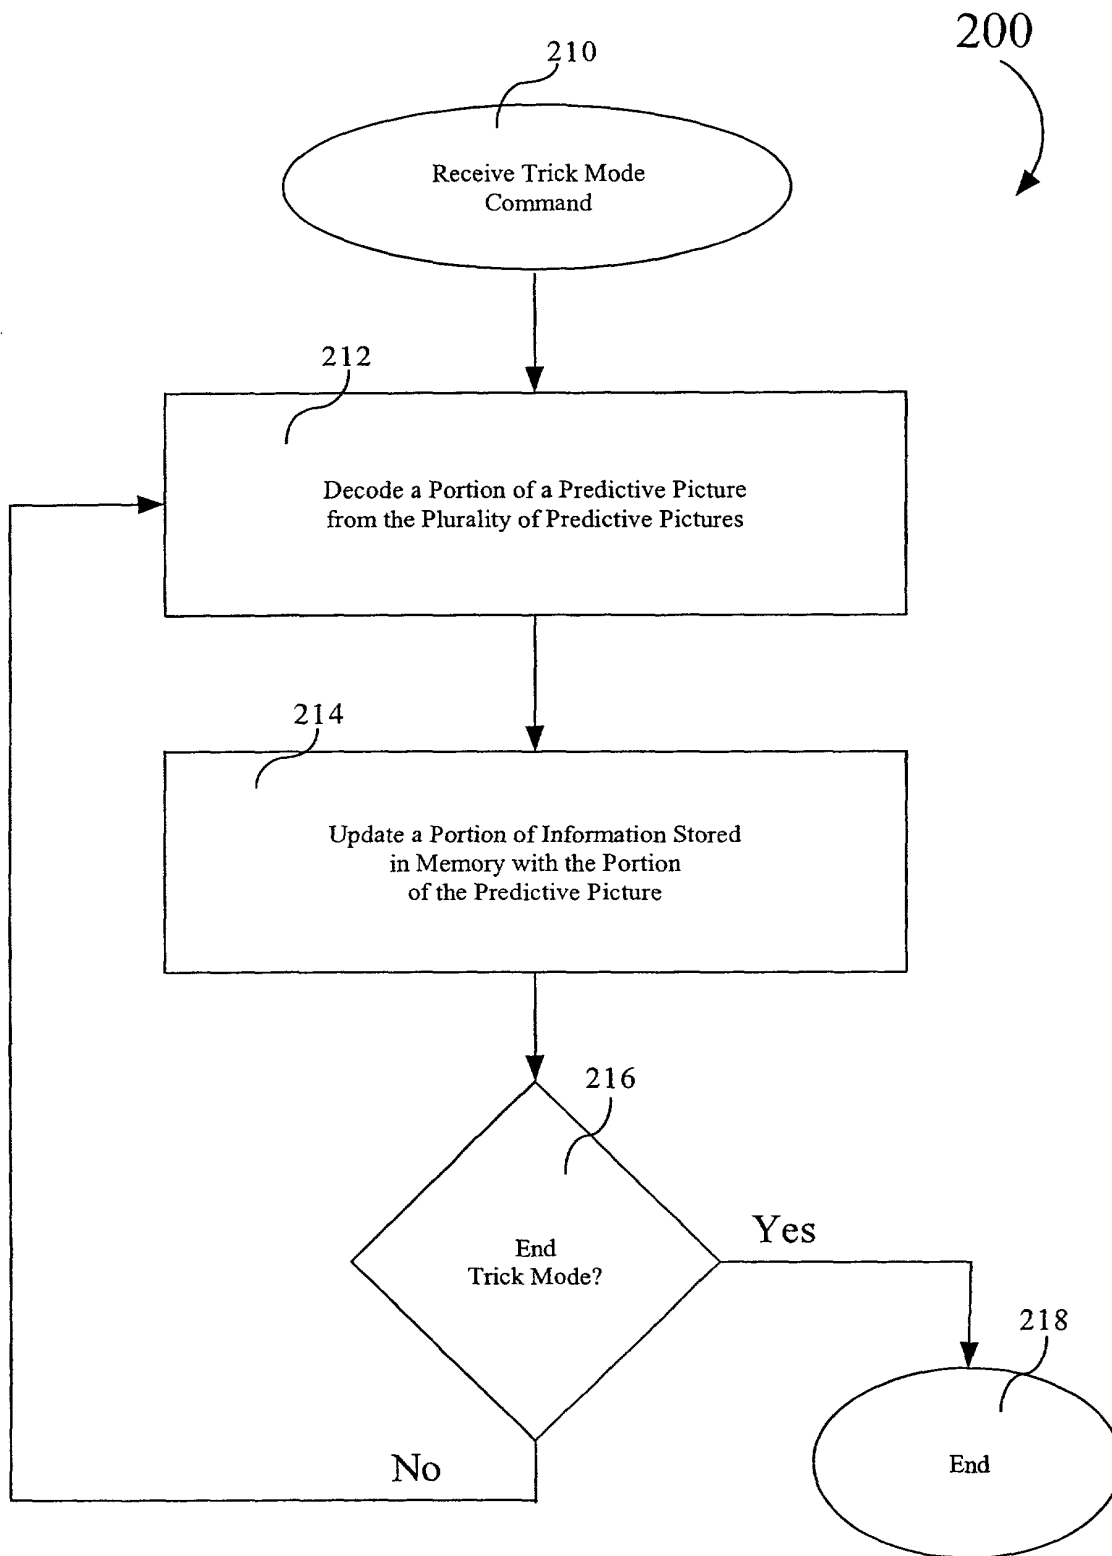 200
210
Receive Trick Mode
Command
212
Decode a Portion of a Predictive Picture
from the Plurality of Predictive Pictures
214
Update a Portion of Information Stored
in Memory with the Portion
of the Predictive Picture
216
End
Trick Mode?
Yes
218
End
No